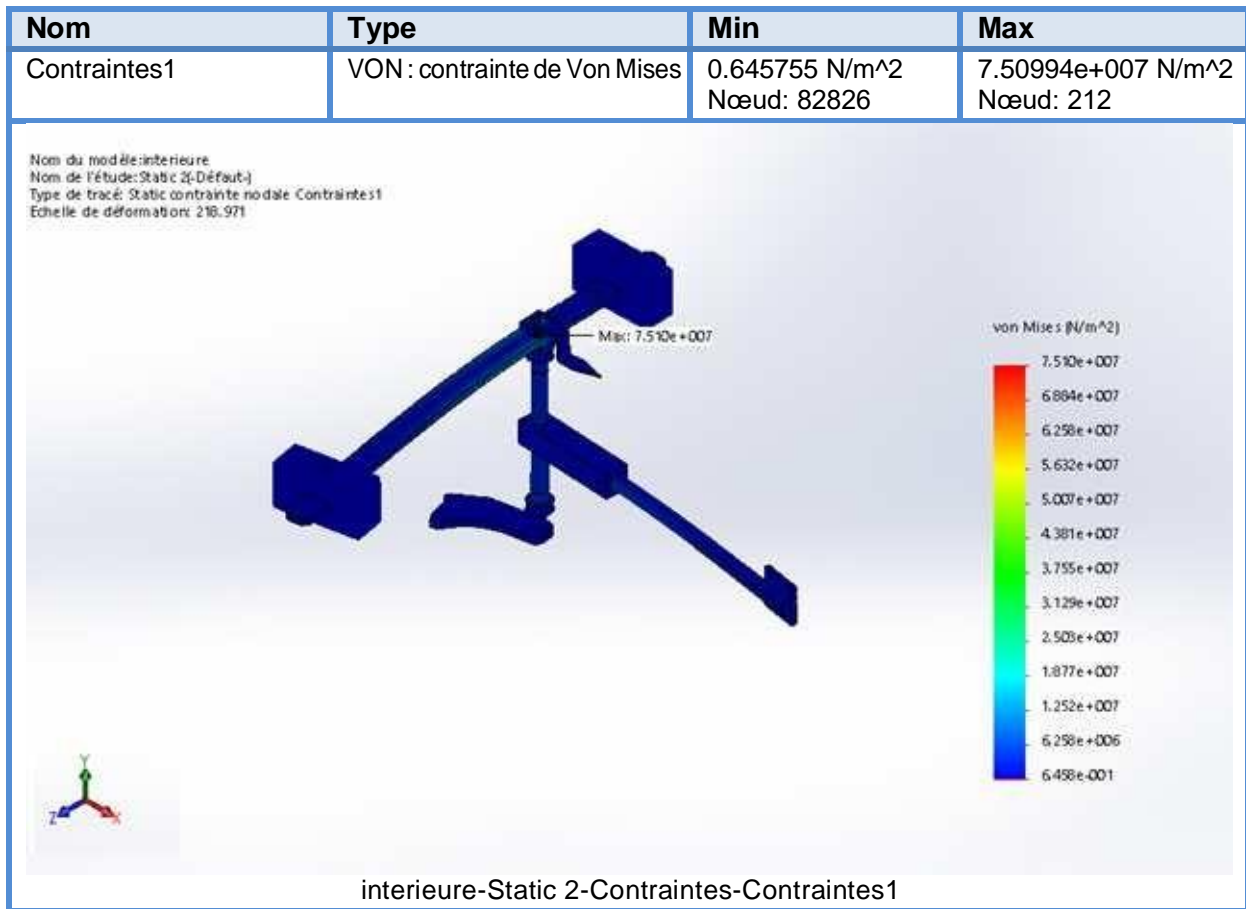 Nom Type Min Max
Contraintes1 VON : contrainte de Von Mises 0.645755 N/m^2 7.50994e+007 N/m^2
Nœud: 82826 Nœud: 212
Nom du modèle:interieure
Nom de l'étude:Static 2(-Défaut-)
Type de tracé: Static contrainte nodale Contraintes1
Echelle de déformation: 218.971
Max: 7.510e+007
von Mises (N/m^2)
7.510e+007
6.884e+007
6.258e+007
5.632e+007
5.007e+007
4.381e+007
3.755e+007
3.129e+007
2.503e+007
1.877e+007
1.252e+007
6.258e+006
6.458e-001
Y
Z X
interieure-Static 2-Contraintes-Contraintes1